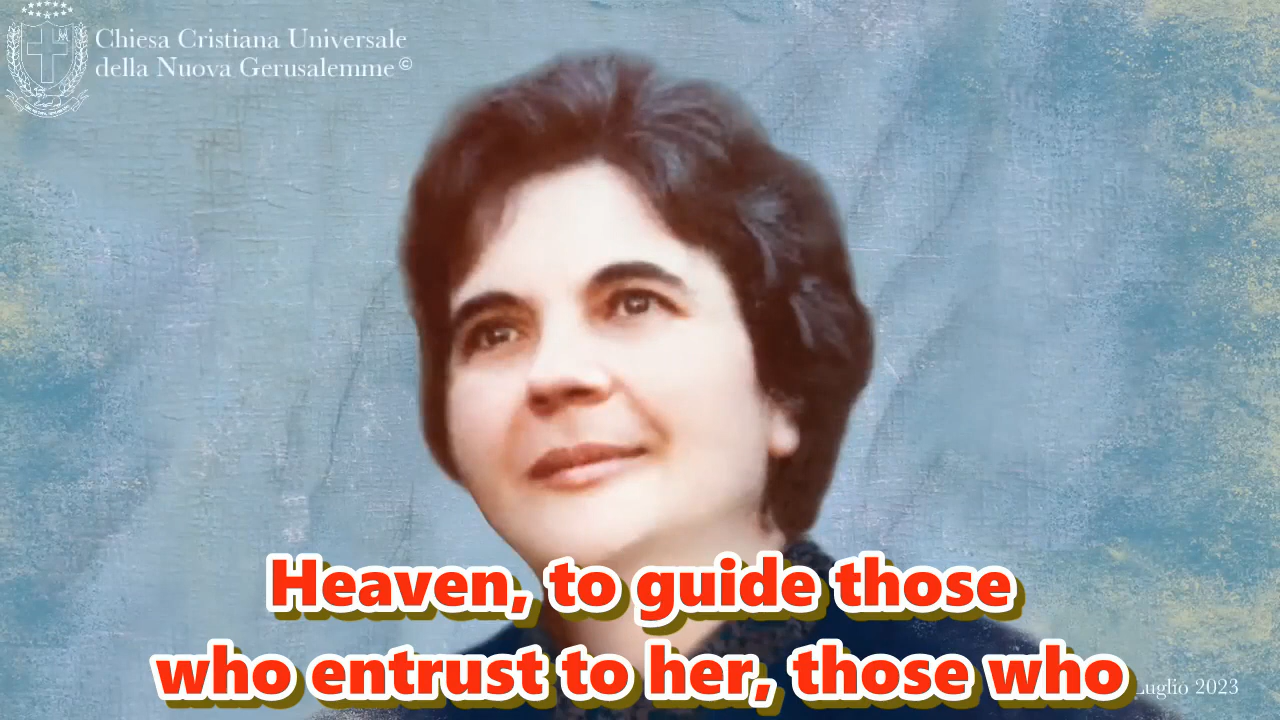 Chiesa Cristiana Universale
della Nuova Gerusalemme©
Heaven, to guide those
who entrust to her, those who
Luglio 2023